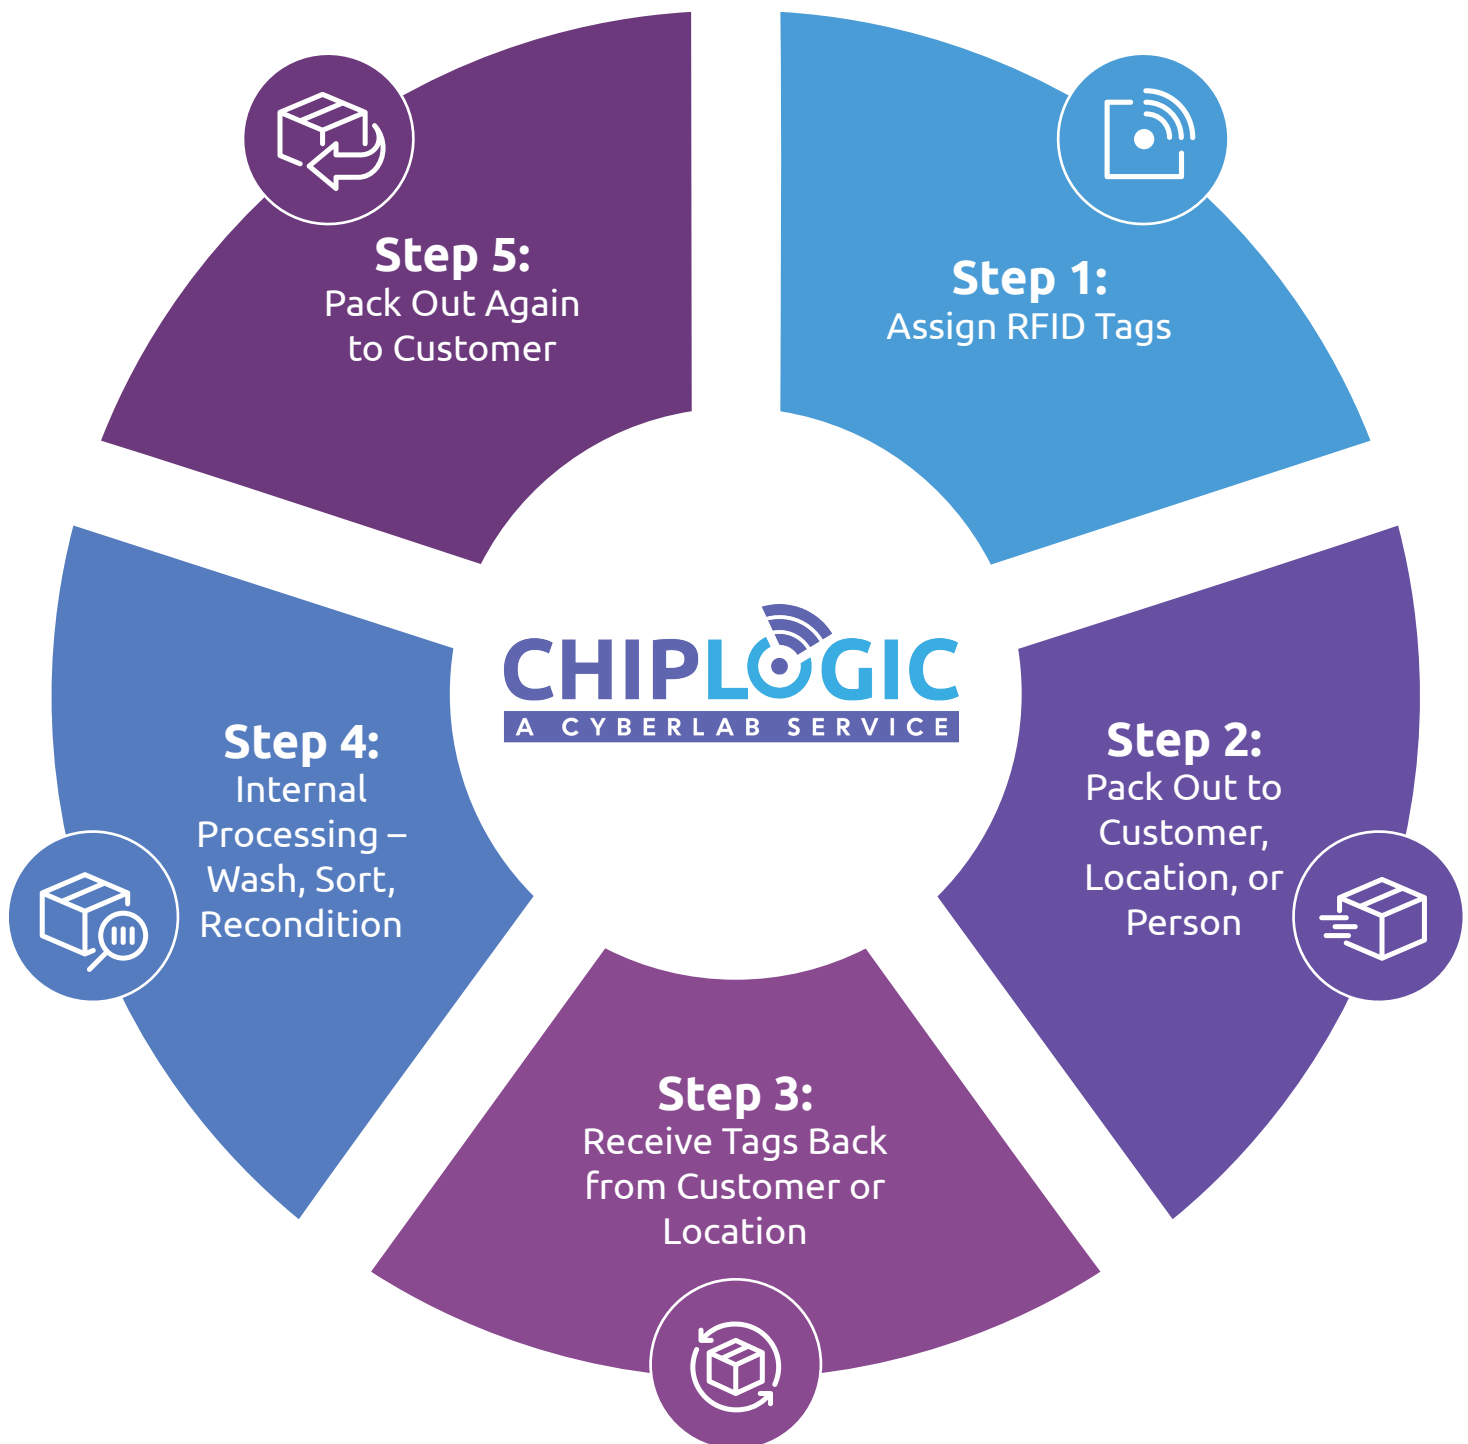 Step 1:
Assign RFID Tags
Step 2:
Pack Out to
Customer,
Location, or
Person
Step 3:
Receive Tags Back
from Customer or
Location
Step 4:
Internal
Processing –
Wash, Sort,
Recondition
Step 5:
Pack Out Again
to Customer
CHIPLOGIC
A CYBERLAB SERVICE